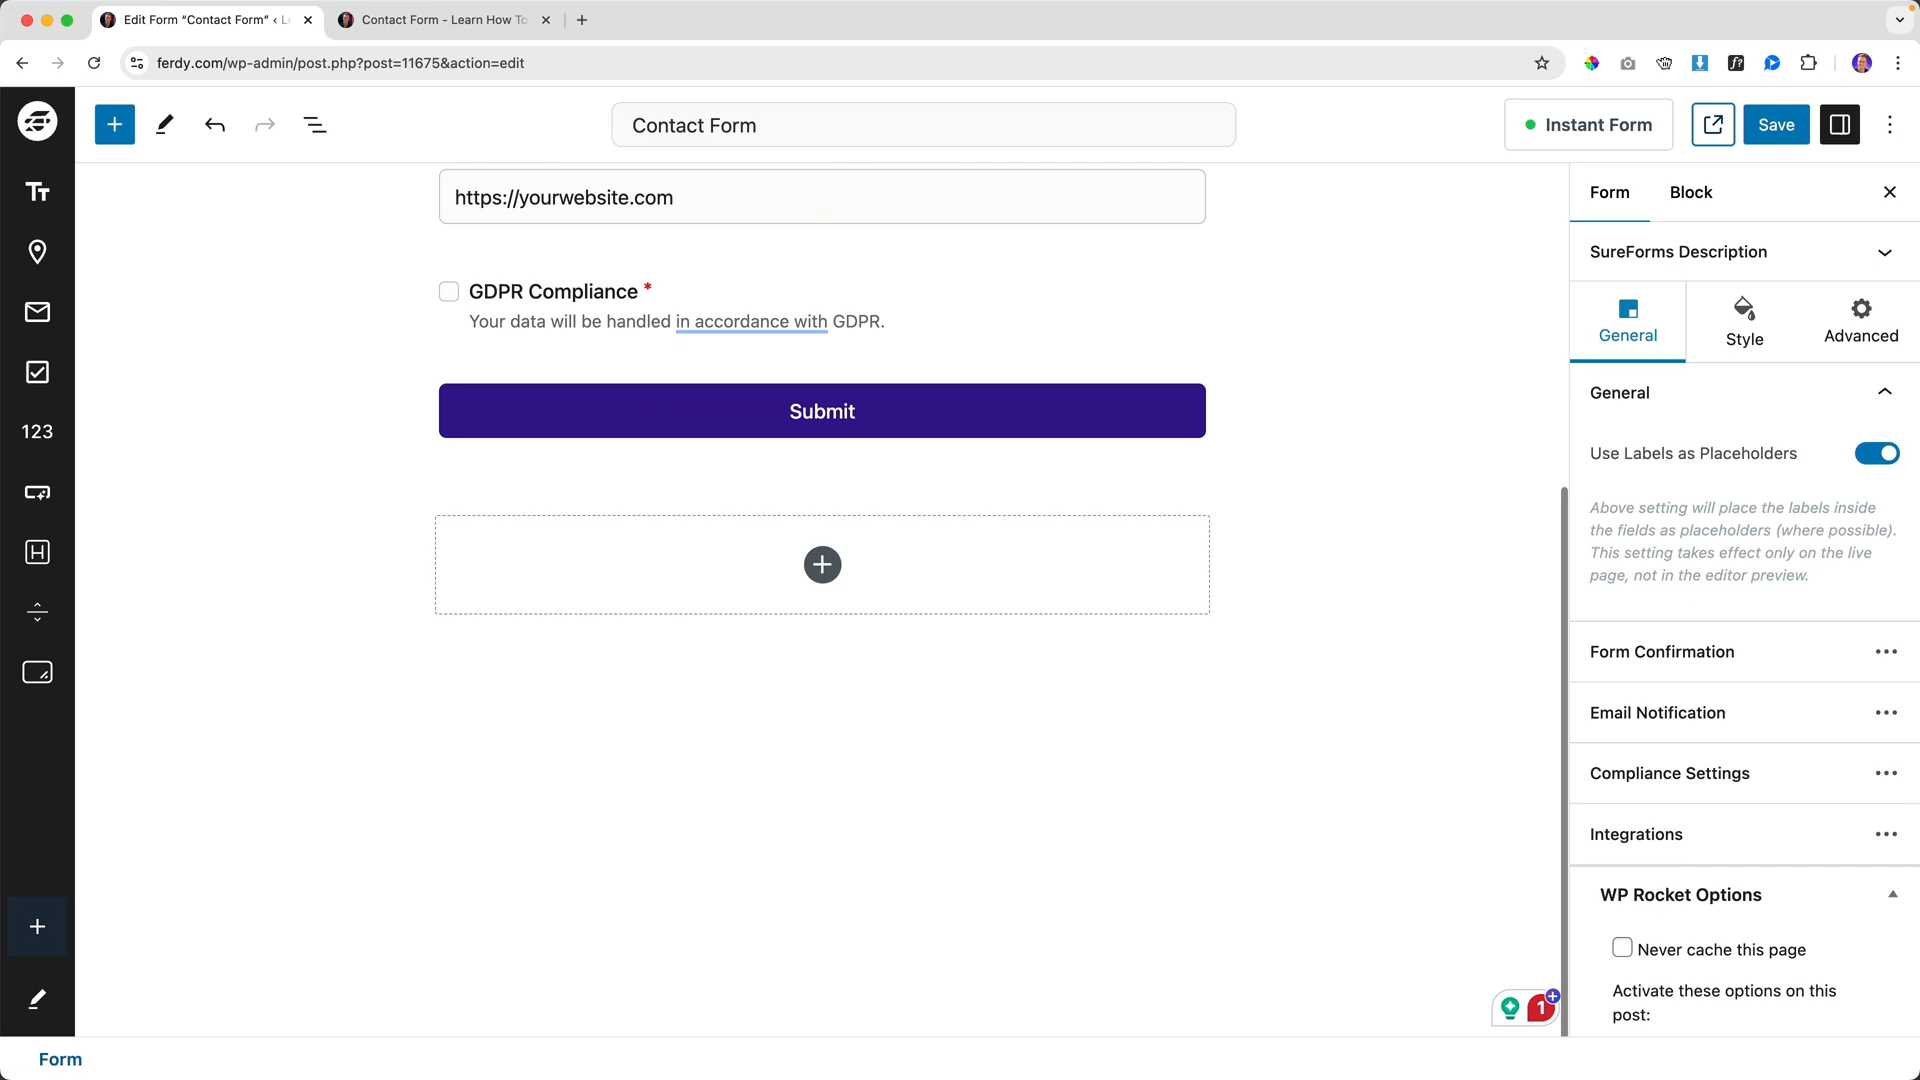 Edit Form “Contact Form” ‹ Le
Contact Form - Learn How To
ferdy.com/wp-admin/post.php?post=11675&action=edit
Contact Form
Instant Form
Save
Tt
123
H
https://yourwebsite.com
GDPR Compliance *
Your data will be handled in accordance with GDPR.
Submit
Form Block
SureForms Description
General
Style
Advanced
General
Use Labels as Placeholders
Above setting will place the labels inside
the fields as placeholders (where possible).
This setting takes effect only on the live
page, not in the editor preview.
Form Confirmation
Email Notification
Compliance Settings
Integrations
WP Rocket Options
Never cache this page
Activate these options on this
post:
1
Form